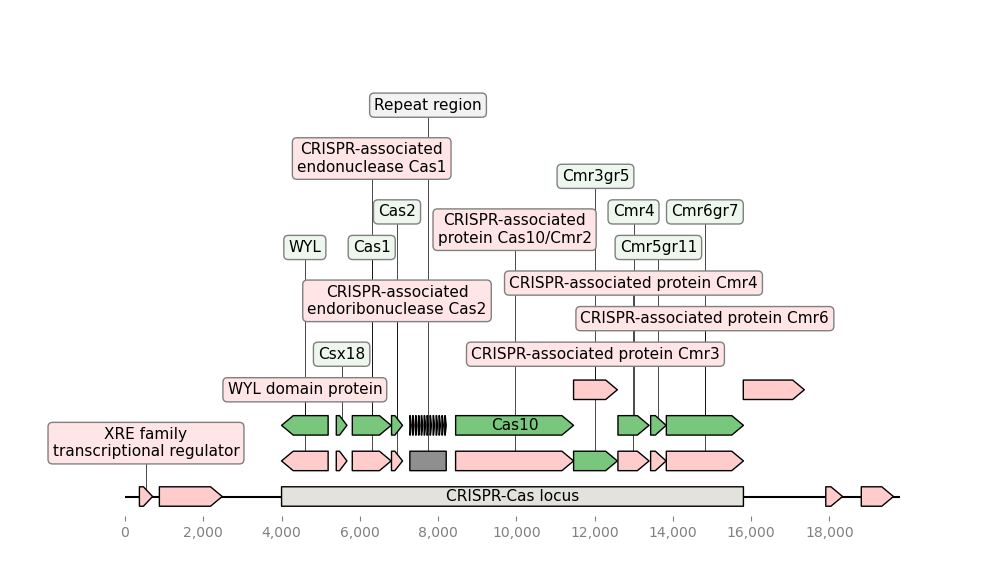 Repeat region
CRISPR-associated
endonuclease Cas1
Cmr3gr5
Cas2
CRISPR-associated
protein Cas10/Cmr2
Cmr4
Cmr6gr7
WYL
Cas1
Cmr5gr11
CRISPR-associated protein Cmr4
CRISPR-associated
endoribonuclease Cas2
CRISPR-associated protein Cmr6
Csx18
CRISPR-associated protein Cmr3
WYL domain protein
Cas10
XRE family
transcriptional regulator
CRISPR-Cas locus
0 2,000 4,000 6,000 8,000 10,000 12,000 14,000 16,000 18,000